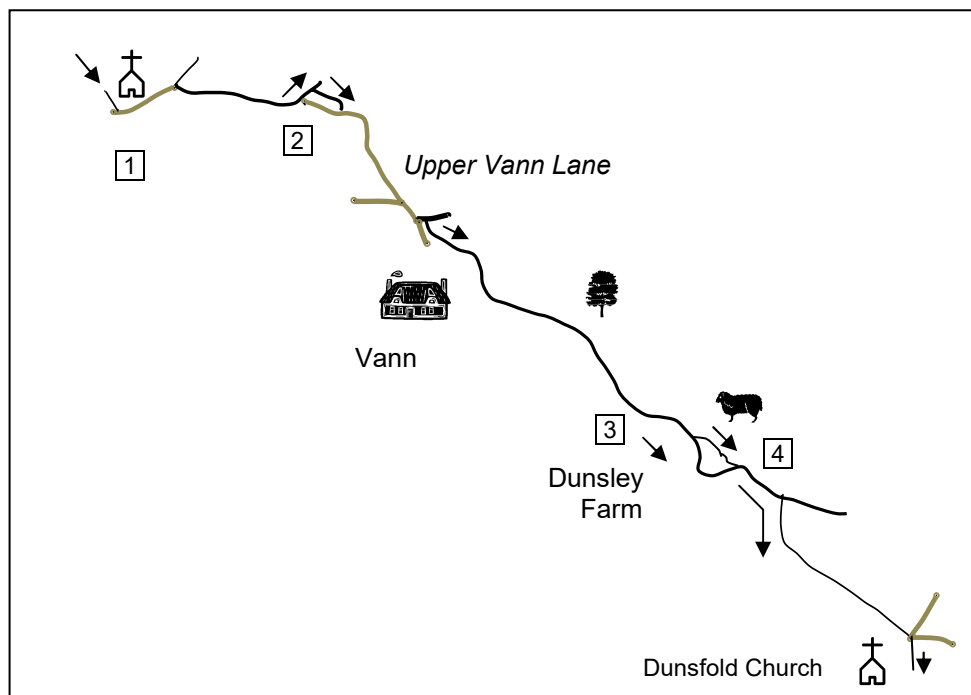 1
2
Upper Vann Lane
Vann
3
4
Dunsley
Farm
Dunsfold Church